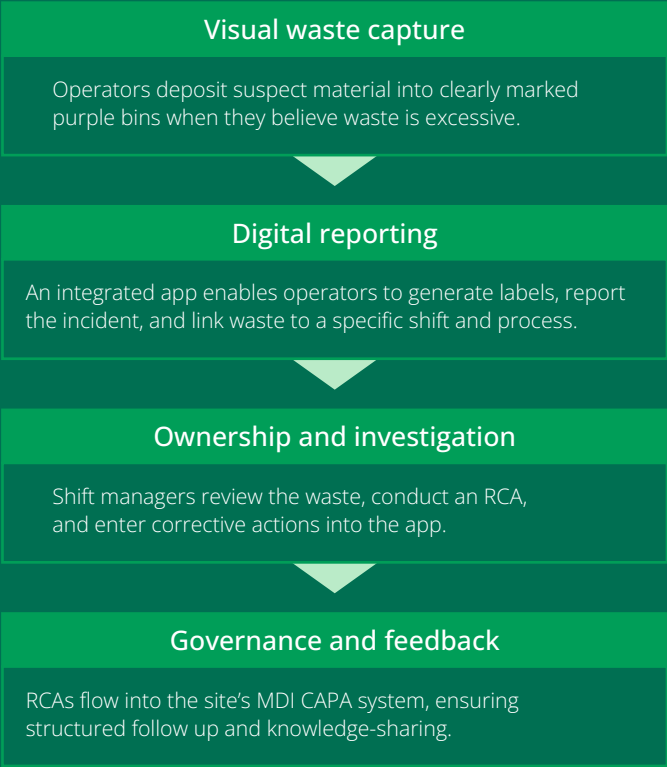 Visual waste capture
Operators deposit suspect material into clearly marked
purple bins when they believe waste is excessive.
Digital reporting
An integrated app enables operators to generate labels, report
the incident, and link waste to a specific shift and process.
Ownership and investigation
Shift managers review the waste, conduct an RCA,
and enter corrective actions into the app.
Governance and feedback
RCAs flow into the site’s MDI CAPA system, ensuring
structured follow up and knowledge-sharing.